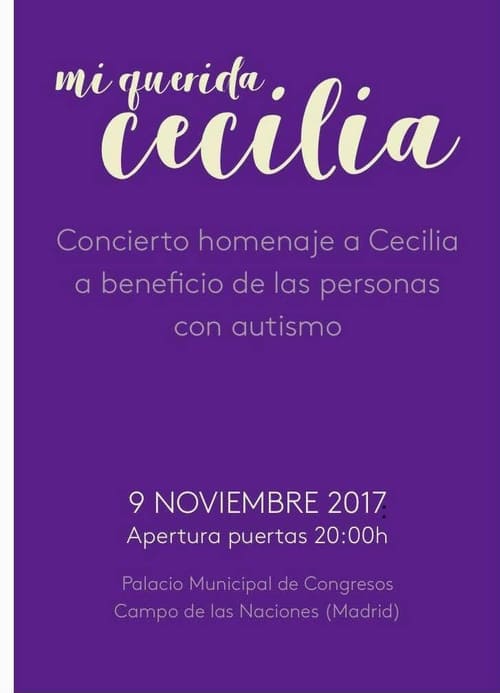 mi querida
cecilia
Concierto homenaje a Cecilia
a beneficio de las personas
con autismo
9 NOVIEMBRE 2017
Apertura puertas 20:00h
Palacio Municipal de Congresos
Campo de las Naciones (Madrid)